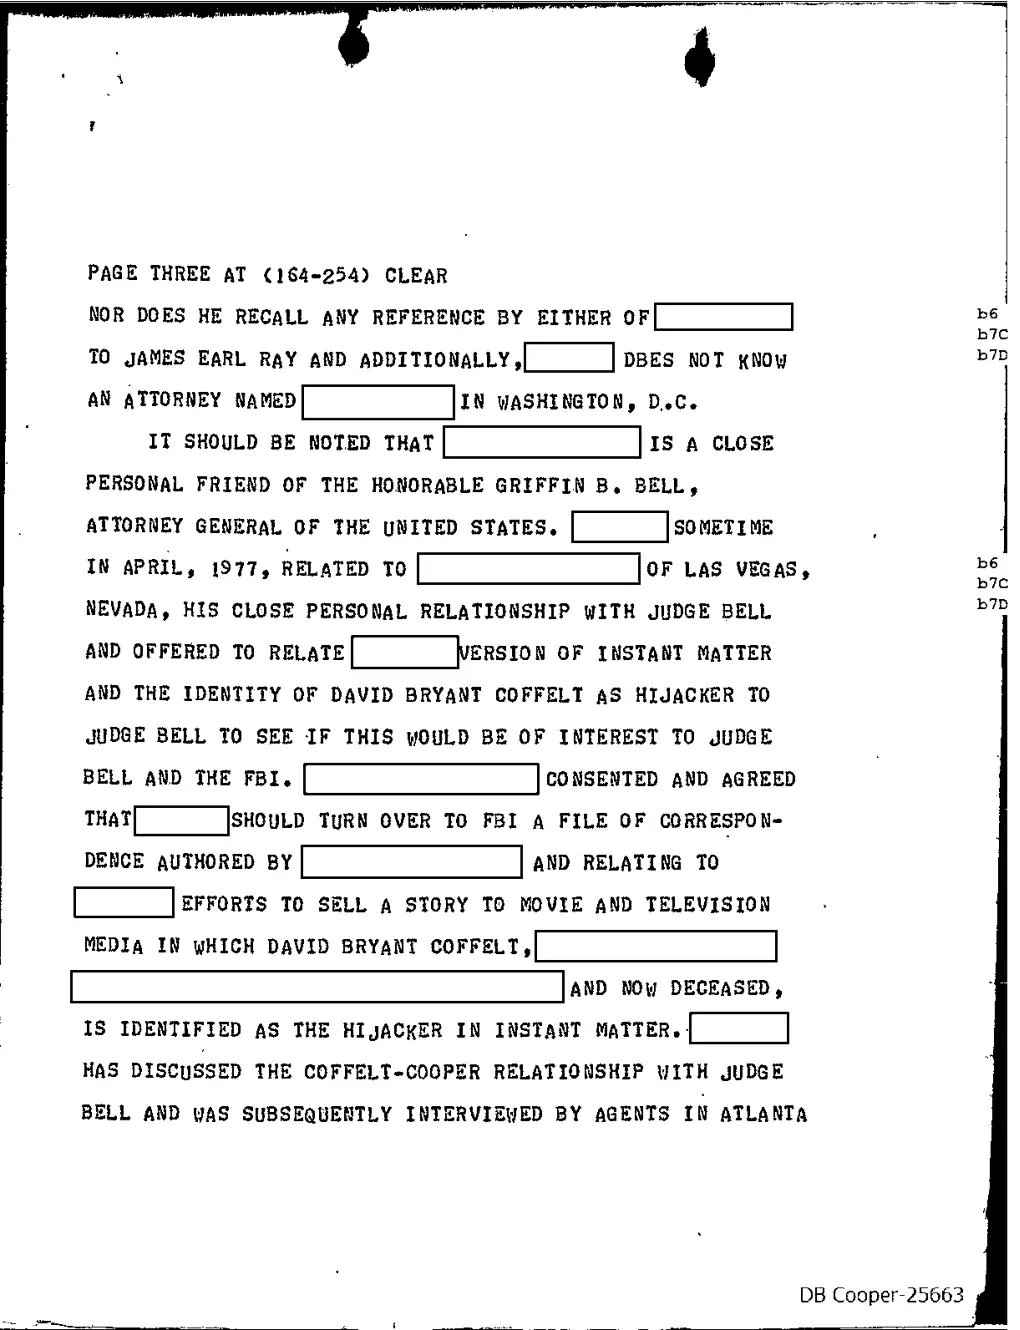 PAGE THREE AT (164-254) CLEAR
NOR DOES HE RECALL ANY REFERENCE BY EITHER OF
b6
b7C
TO JAMES EARL RAY AND ADDITIONALLY, DBES NOT KNOW
b7D
AN ATTORNEY NAMED IN WASHINGTON, D.C.
IT SHOULD BE NOTED THAT IS A CLOSE
PERSONAL FRIEND OF THE HONORABLE GRIFFIN B. BELL,
ATTORNEY GENERAL OF THE UNITED STATES. SOMETIME
IN APRIL, 1977, RELATED TO OF LAS VEGAS,
b6
b7C
NEVADA, HIS CLOSE PERSONAL RELATIONSHIP WITH JUDGE BELL
b7D
AND OFFERED TO RELATE VERSION OF INSTANT MATTER
AND THE IDENTITY OF DAVID BRYANT COFFELT AS HIJACKER TO
JUDGE BELL TO SEE IF THIS WOULD BE OF INTEREST TO JUDGE
BELL AND THE FBI. CONSENTED AND AGREED
THAT SHOULD TURN OVER TO FBI A FILE OF CORRESPON-
DENCE AUTHORED BY AND RELATING TO
EFFORTS TO SELL A STORY TO MOVIE AND TELEVISION
MEDIA IN WHICH DAVID BRYANT COFFELT,
AND NOW DECEASED,
IS IDENTIFIED AS THE HIJACKER IN INSTANT MATTER.
HAS DISCUSSED THE COFFELT-COOPER RELATIONSHIP WITH JUDGE
BELL AND WAS SUBSEQUENTLY INTERVIEWED BY AGENTS IN ATLANTA
DB Cooper-25663